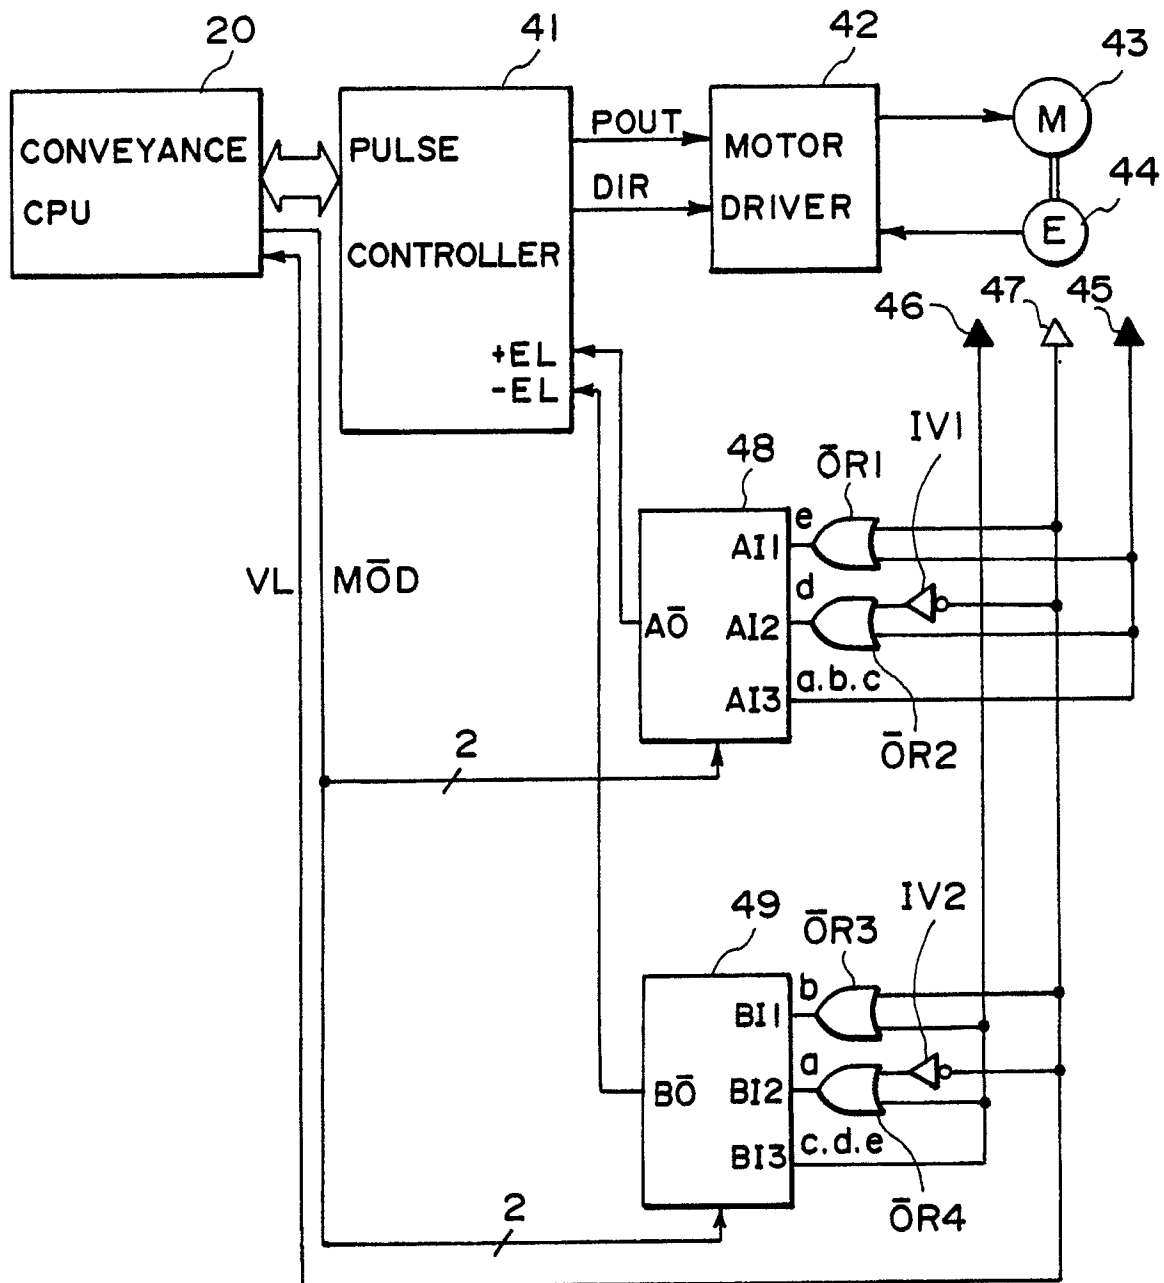 20
41
42
43
CONVEYANCE
CPU
PULSE
CONTROLLER
POUT
DIR
MOTOR
DRIVER
M
44
E
46
47
45
+EL
-EL
48
ŌR1
IV1
e
AI1
VL
MŌD
d
AŌ
AI2
a.b.c
AI3
ŌR2
2
49
ŌR3
IV2
b
BI1
a
BŌ
BI2
c.d.e
BI3
ŌR4
2